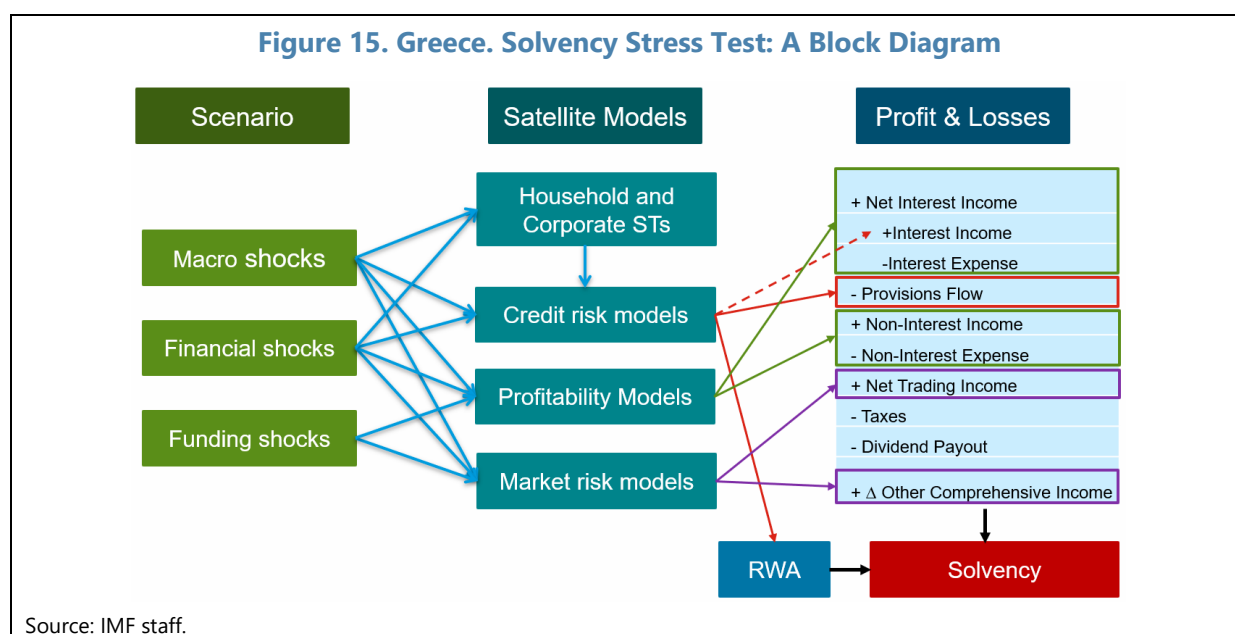 Figure 15. Greece. Solvency Stress Test: A Block Diagram
Scenario
Satellite Models
Profit & Losses
Macro shocks
Financial shocks
Funding shocks
Household and
Corporate STs
Credit risk models
Profitability Models
Market risk models
+ Net Interest Income
+Interest Income
-Interest Expense
- Provisions Flow
+ Non-Interest Income
- Non-Interest Expense
+ Net Trading Income
- Taxes
- Dividend Payout
+ Δ Other Comprehensive Income
RWA
Solvency
Source: IMF staff.